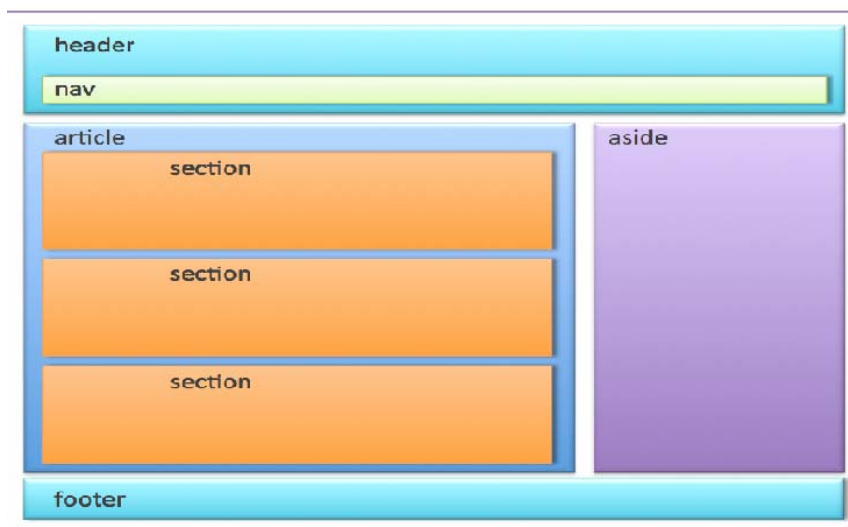 header
nav
article
aside
section
section
section
footer